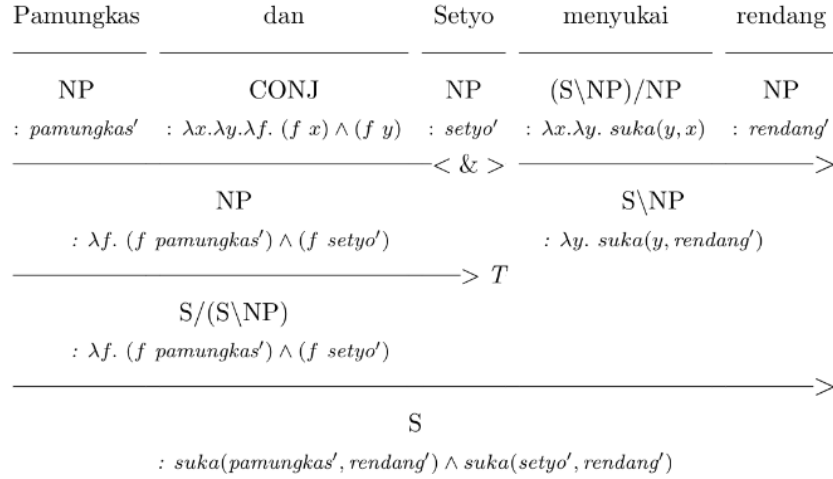 Pamungkas dan Setyo menyukai rendang
NP CONJ NP (S\NP)/NP NP
: pamungkas′ : λx.λy.λf. (f x) ∧ (f y) : setyo′ : λx.λy. suka(y, x) : rendang′
< & > >
NP S\NP
: λf. (f pamungkas′) ∧ (f setyo′) : λy. suka(y, rendang′)
> T
S/(S\NP)
: λf. (f pamungkas′) ∧ (f setyo′)
>
S
: suka(pamungkas′, rendang′) ∧ suka(setyo′, rendang′)